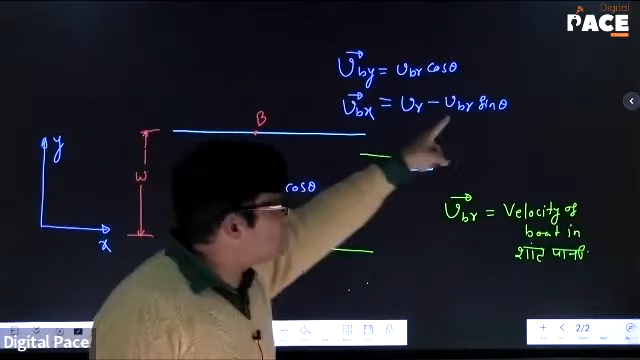 Digital
PACE
v⃗by = vbr cosθ
v⃗bx = vr − vbr sinθ
B
y
w
cosθ
x
v⃗br = Velocity of
boat in
शांत पानी
Digital Pace
2/2